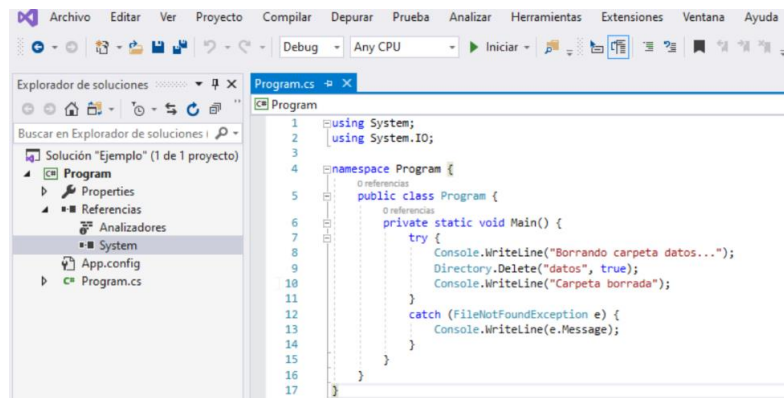 Archivo Editar Ver Proyecto Compilar Depurar Prueba Analizar Herramientas Extensiones Ventana Ayuda
Debug Any CPU Iniciar
Explorador de soluciones
Buscar en Explorador de soluciones
Solución "Ejemplo" (1 de 1 proyecto)
C# Program
Properties
Referencias
Analizadores
System
App.config
C# Program.cs
Program.cs
C# Program
1 using System;
2 using System.IO;
3
4 namespace Program {
0 referencias
5 public class Program {
0 referencias
6 private static void Main() {
7 try {
8 Console.WriteLine("Borrando carpeta datos...");
9 Directory.Delete("datos", true);
10 Console.WriteLine("Carpeta borrada");
11 }
12 catch (FileNotFoundException e) {
13 Console.WriteLine(e.Message);
14 }
15 }
16 }
17 }